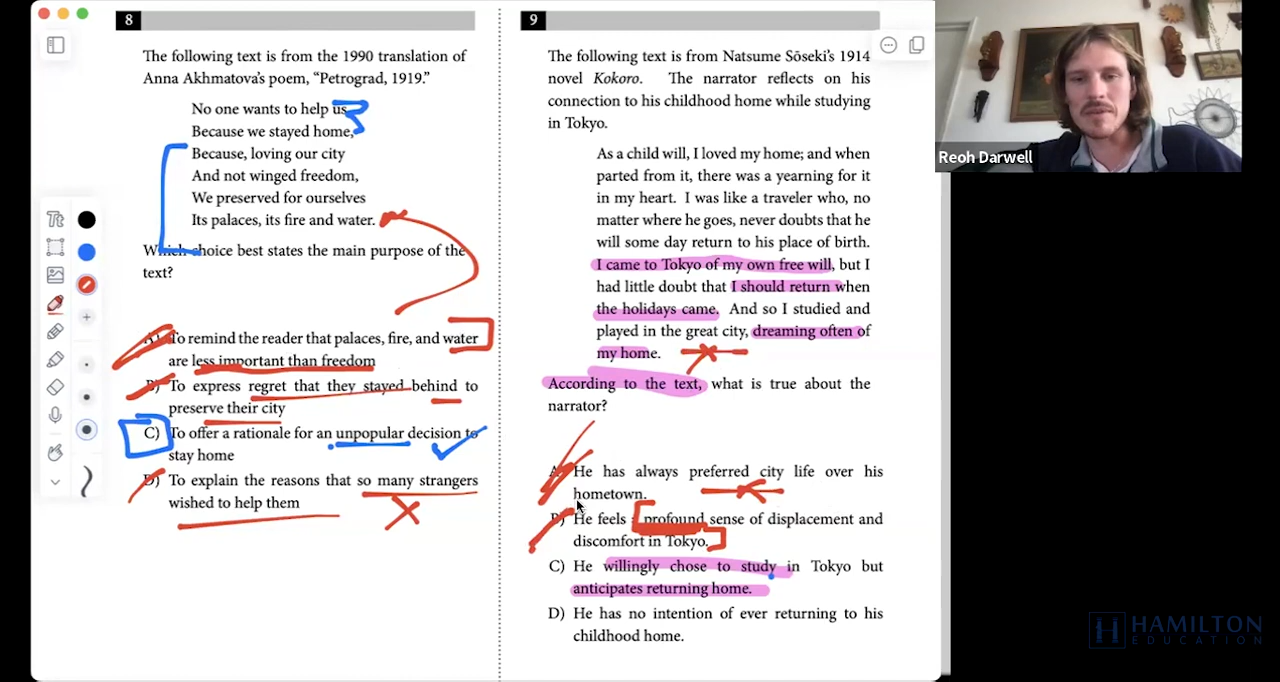 8
The following text is from the 1990 translation of
Anna Akhmatova's poem, "Petrograd, 1919."
No one wants to help us
Because we stayed home,
Because, loving our city
And not winged freedom,
We preserved for ourselves
Its palaces, its fire and water.
Which choice best states the main purpose of the
text?
A) To remind the reader that palaces, fire, and water
are less important than freedom
B) To express regret that they stayed behind to
preserve their city
C) To offer a rationale for an unpopular decision to
stay home
D) To explain the reasons that so many strangers
wished to help them
9
The following text is from Natsume Sōseki's 1914
novel Kokoro. The narrator reflects on his
connection to his childhood home while studying
in Tokyo.
As a child will, I loved my home; and when
parted from it, there was a yearning for it
in my heart. I was like a traveler who, no
matter where he goes, never doubts that he
will some day return to his place of birth.
I came to Tokyo of my own free will, but I
had little doubt that I should return when
the holidays came. And so I studied and
played in the great city, dreaming often of
my home.
According to the text, what is true about the
narrator?
A) He has always preferred city life over his
hometown.
B) He feels a profound sense of displacement and
discomfort in Tokyo.
C) He willingly chose to study in Tokyo but
anticipates returning home.
D) He has no intention of ever returning to his
childhood home.
Tt
Reoh Darwell
HAMILTON
EDUCATION